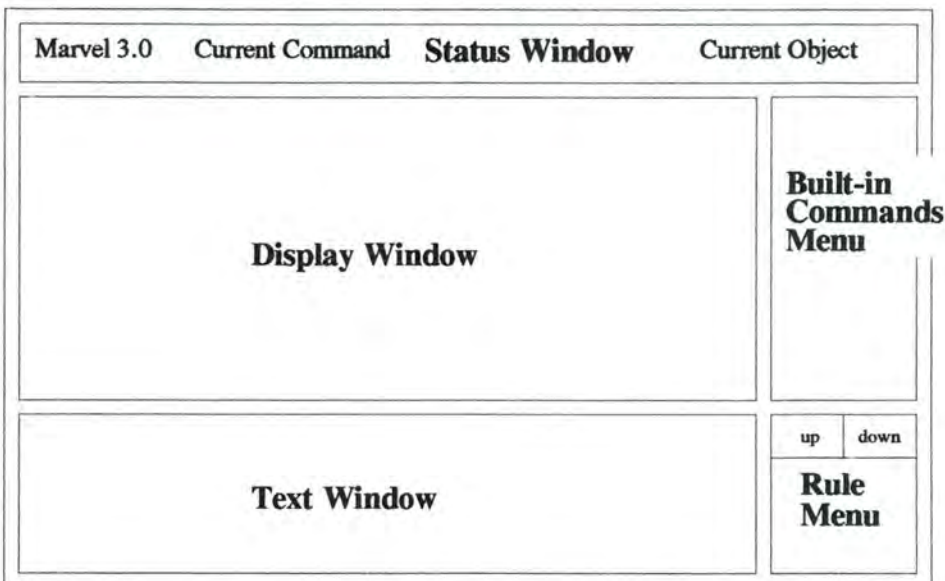 Marvel 3.0 Current Command Status Window Current Object
Built-in
Commands
Menu
Display Window
up down
Rule
Menu
Text Window